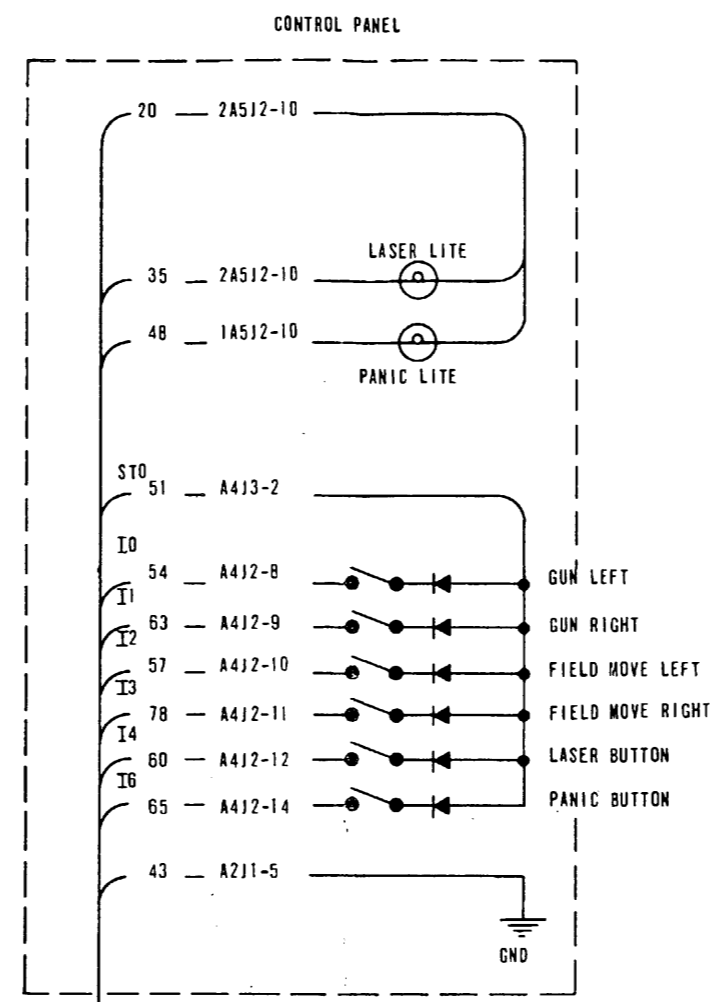 CONTROL PANEL
20 — 2A5J2-10
LASER LITE
35 — 2A5J2-10
48 — 1A5J2-10
PANIC LITE
ST0
51 — A4J3-2
I0
54 — A4J2-8 GUN LEFT
I1
63 — A4J2-9 GUN RIGHT
I2
57 — A4J2-10 FIELD MOVE LEFT
I3
78 — A4J2-11 FIELD MOVE RIGHT
I4
60 — A4J2-12 LASER BUTTON
I6
65 — A4J2-14 PANIC BUTTON
43 — A2J1-5
GND